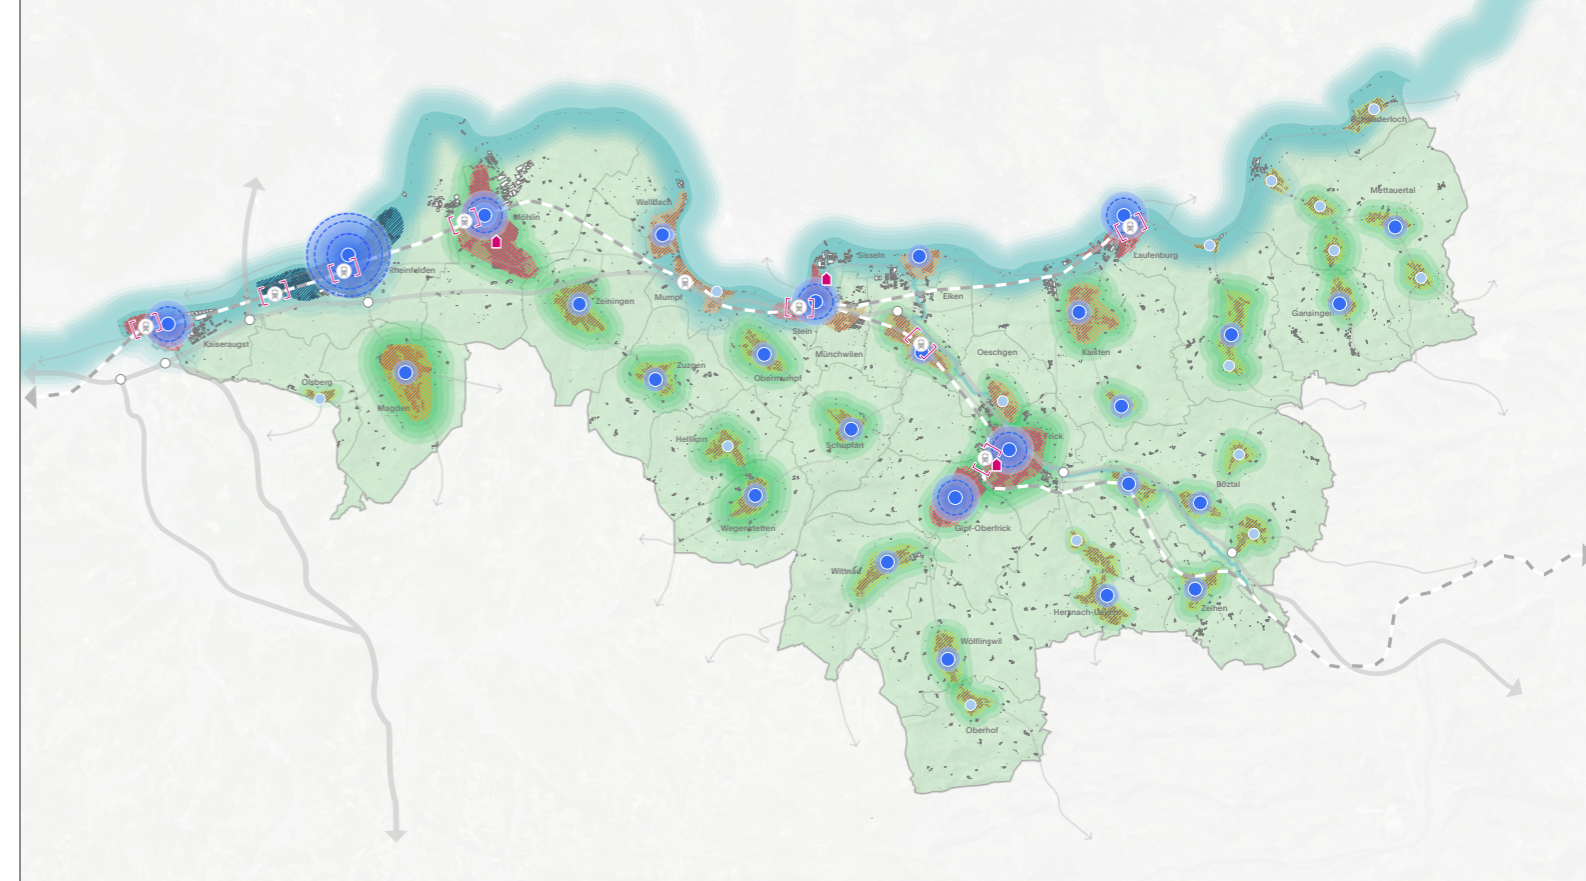 Schwaderloch
Mettauertal
Wallbach
Möhlin
Laufenburg
Sisseln
Rheinfelden
Mumpf
Zeiningen
Eiken
Gansingen
Stein
Kaiseraugst
Münchwilen
Oeschgen
Kaisten
Obermumpf
Zuzgen
Olsberg
Magden
Hellikon
Schupfart
Frick
Böztal
Wegenstetten
Gipf-Oberfrick
Wittnau
Herznach-Ueken
Zeihen
Wölflinswil
Oberhof